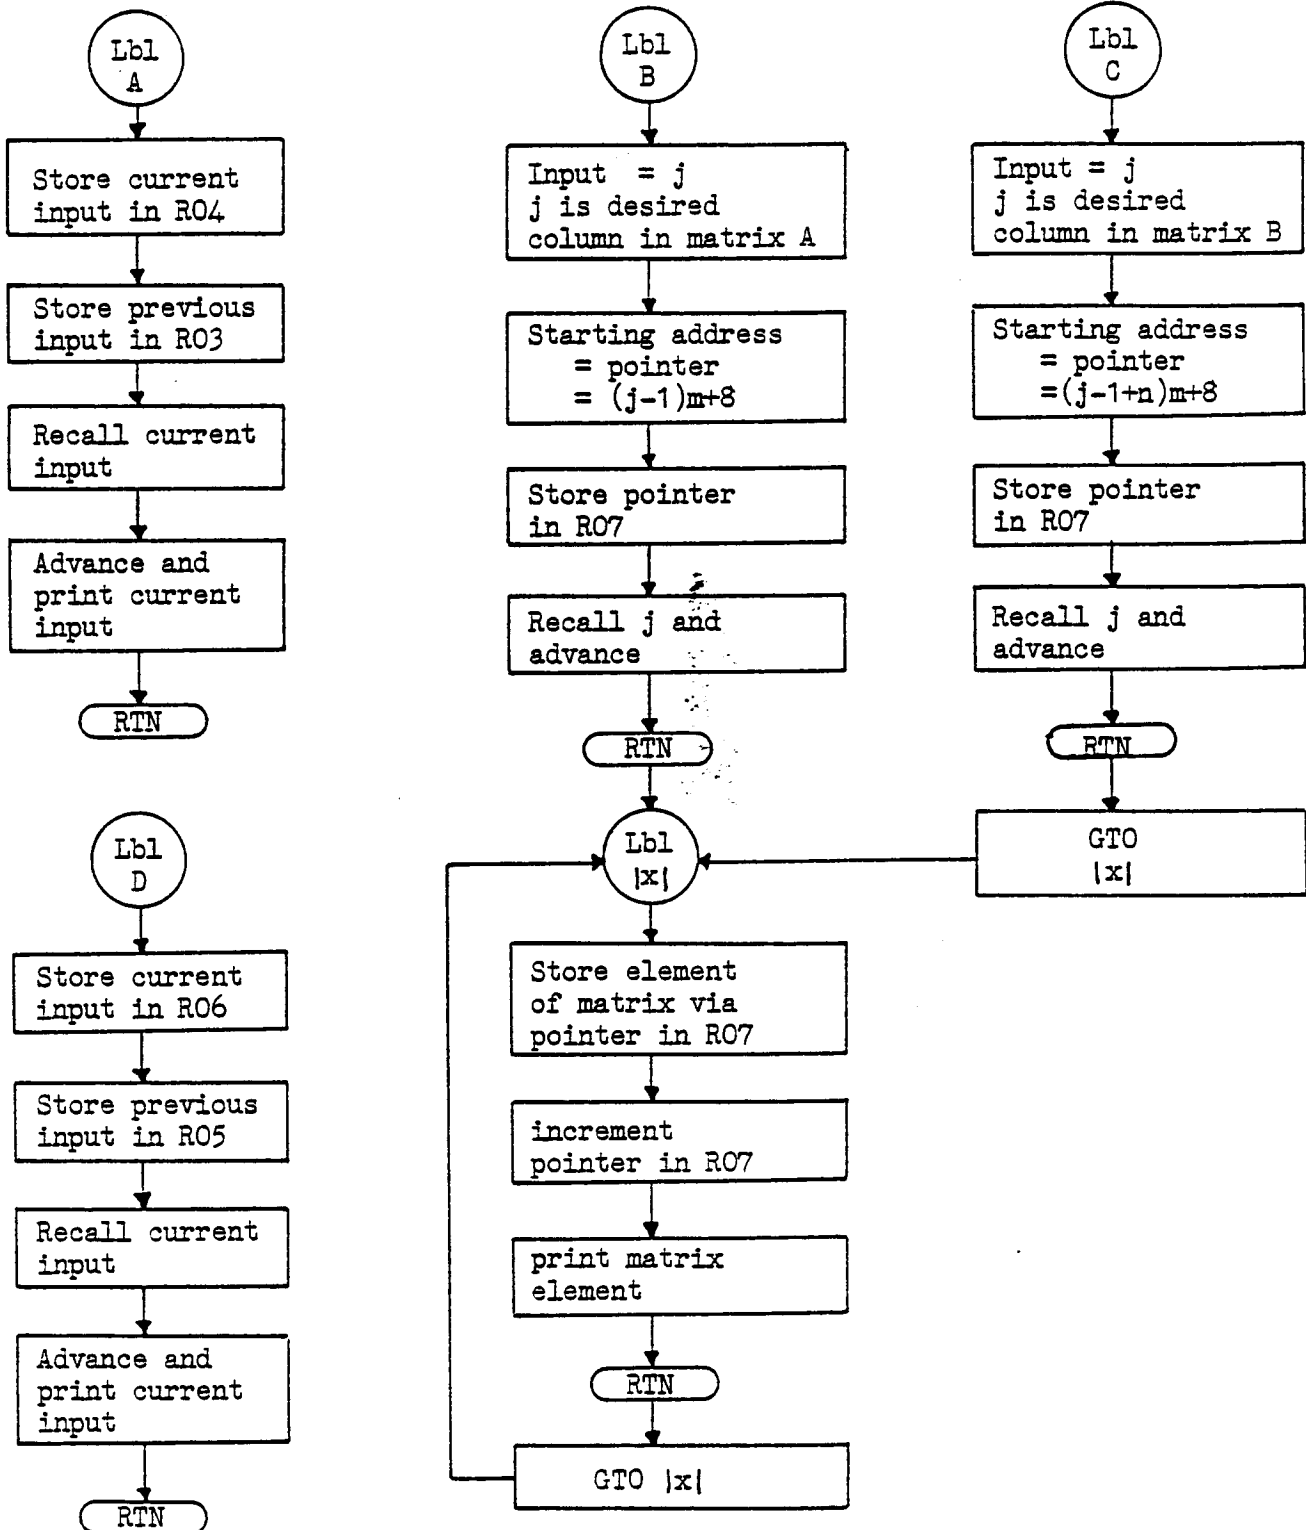 Lbl
A
Store current
input in R04
Store previous
input in R03
Recall current
input
Advance and
print current
input
RTN
Lbl
B
Input = j
j is desired
column in matrix A
Starting address
= pointer
= (j-1)m+8
Store pointer
in R07
Recall j and
advance
RTN
Lbl
C
Input = j
j is desired
column in matrix B
Starting address
= pointer
=(j-1+n)m+8
Store pointer
in R07
Recall j and
advance
RTN
GTO
|x|
Lbl
|x|
Store element
of matrix via
pointer in R07
increment
pointer in R07
print matrix
element
RTN
GTO |x|
Lbl
D
Store current
input in R06
Store previous
input in R05
Recall current
input
Advance and
print current
input
RTN